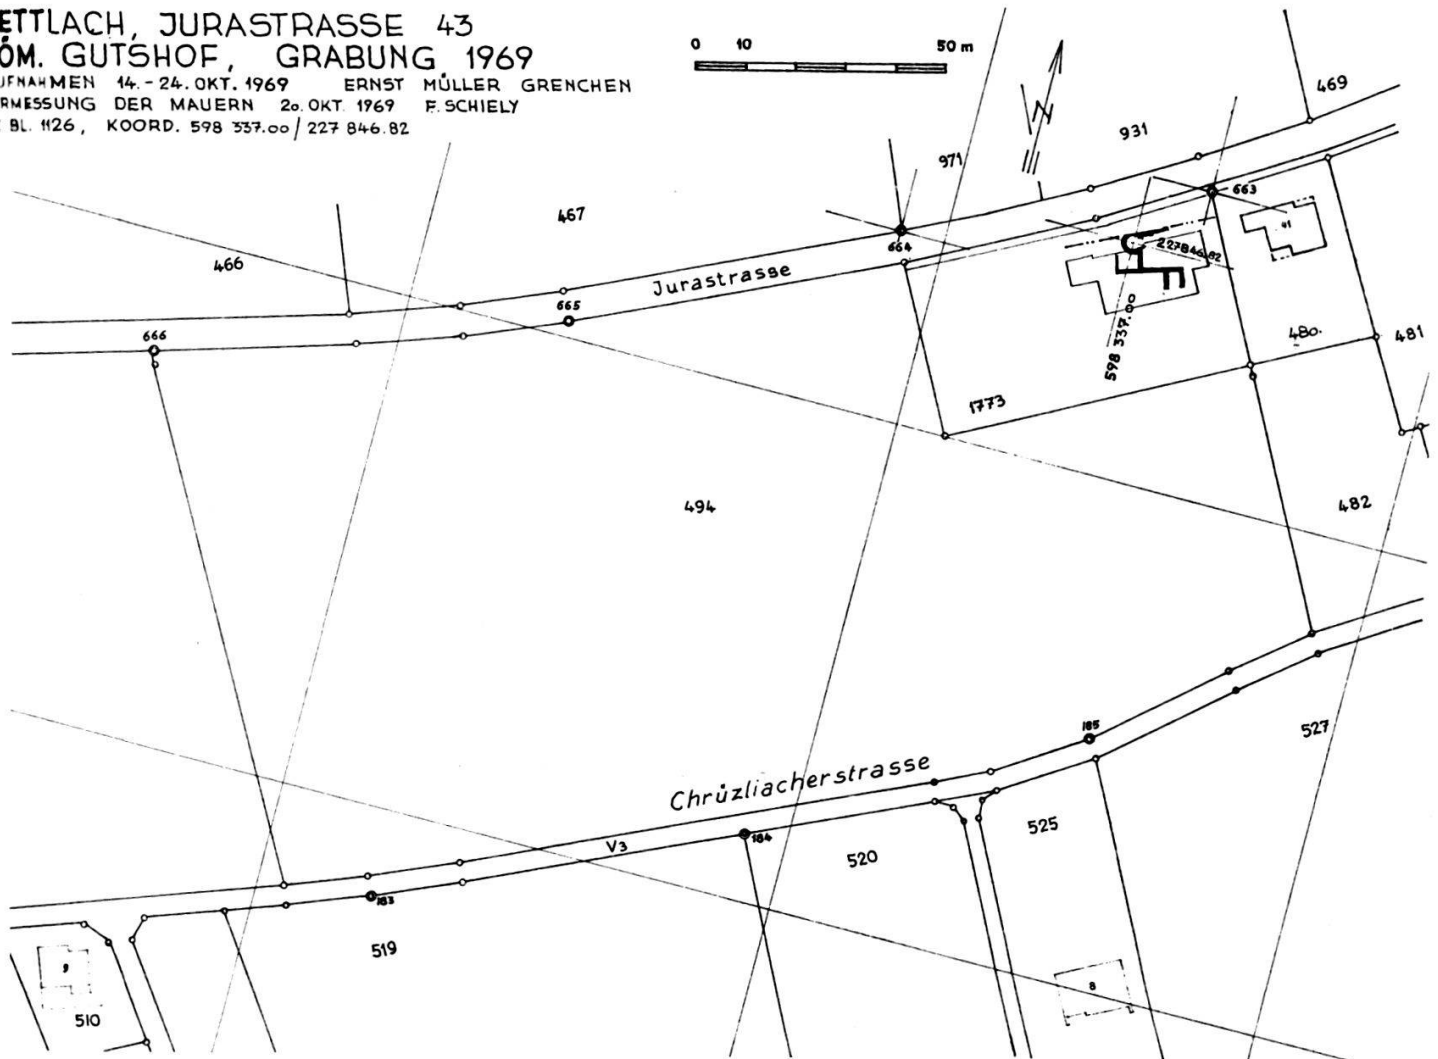 ETTLACH, JURASTRASSE 43
ÖM. GUTSHOF, GRABUNG 1969
UFNAHMEN 14.-24. OKT. 1969 ERNST MÜLLER GRENCHEN
RMESSUNG DER MAUERN 20. OKT. 1969 F. SCHIELY
BL. 1126, KOORD. 598 337.00 / 227 846.82
0 10 50 m
N
469
931
971
467
466
663
664
665
666
41
227846.82
598 337.00
Jurastrasse
480.
481
1773
494
482
185
527
Chrüzliacherstrasse
V3
184
525
520
183
519
9
510
8